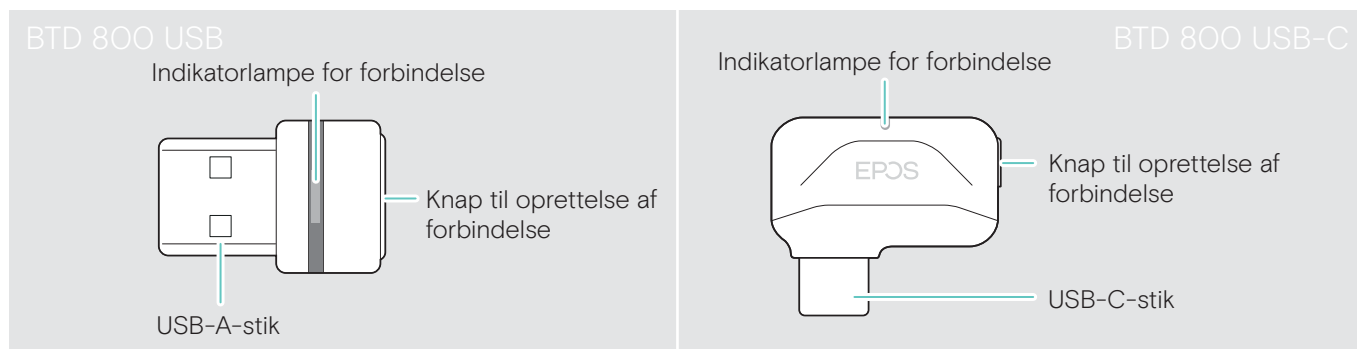 BTD 800 USB
Indikatorlampe for forbindelse
Knap til oprettelse af
forbindelse
USB-A-stik
BTD 800 USB-C
Indikatorlampe for forbindelse
EPOS
Knap til oprettelse af
forbindelse
USB-C-stik